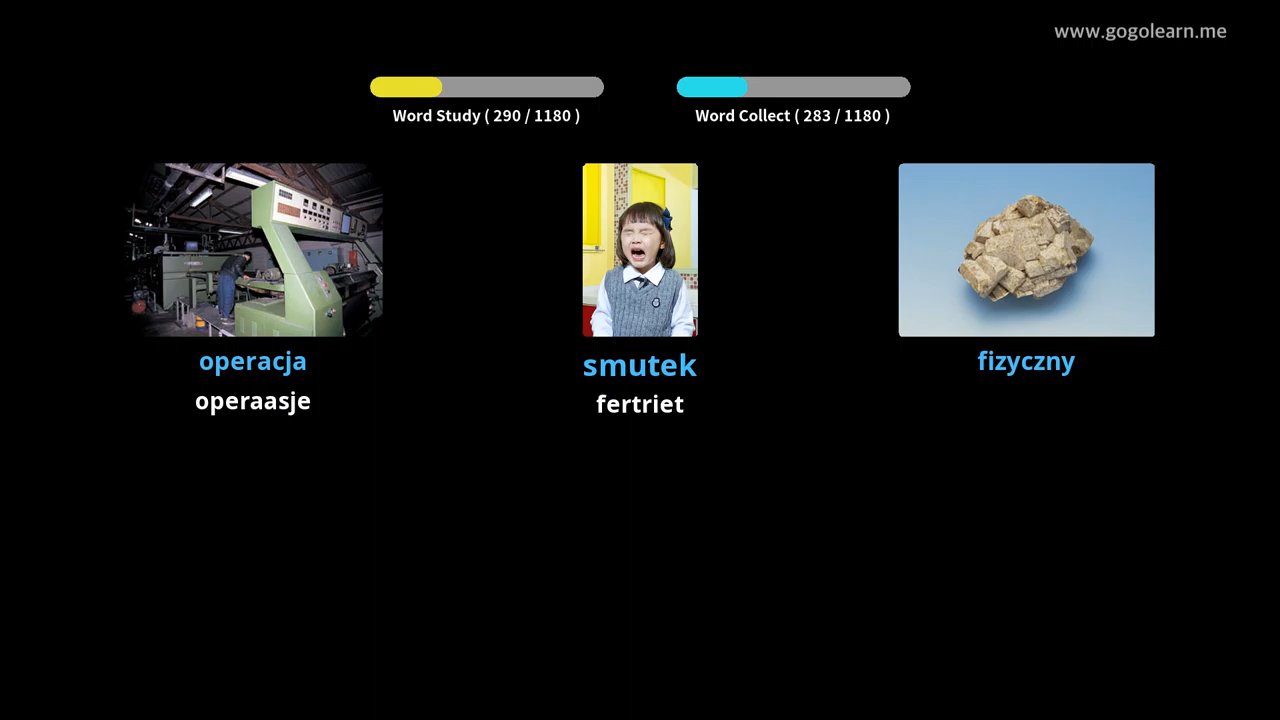 www.gogolearn.me
Word Study ( 290 / 1180 )
Word Collect ( 283 / 1180 )
operacja
operaasje
smutek
fertriet
fizyczny